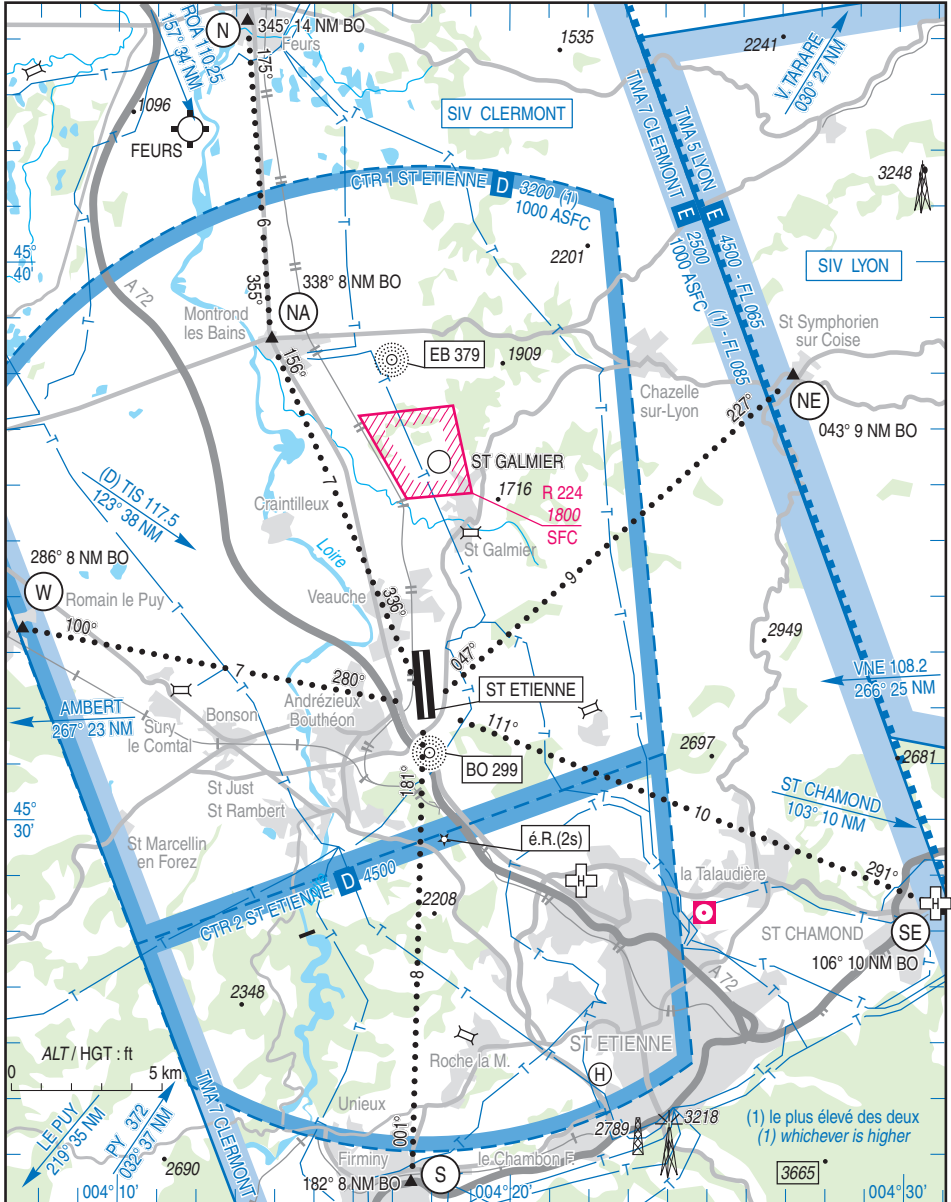 N
345° 14 NM BO
Feurs
ROA 110.25
157° 34 NM
175°
1535
2241
V. TARARE
030° 27 NM
1096
FEURS
SIV CLERMONT
TMA 7 CLERMONT
TMA 5 LYON
E
E
2500
1000 ASFC (1) - FL 085
4500 - FL 065
3248
CTR 1 ST ETIENNE D 3200 (1)
1000 ASFC
6
2201
45°
40'
SIV LYON
A 72
355°
338° 8 NM BO
NA
Montrond
les Bains
156°
EB 379
1909
St Symphorien
sur Coise
Chazelle
sur-Lyon
227°
NE
043° 9 NM BO
7
ST GALMIER
1716
R 224
1800
SFC
(D) TIS 117.5
123° 38 NM
Craintilleux
Loire
St Galmier
286° 8 NM BO
W
Romain le Puy
Veauche
336°
9
100°
7
280°
047°
2949
VNE 108.2
266° 25 NM
AMBERT
267° 23 NM
Sury
le Comtal
Bonson
Andrézieux
Bouthéon
ST ETIENNE
111°
BO 299
2697
2681
181°
St Just
St Rambert
10
ST CHAMOND
103° 10 NM
45°
30'
St Marcellin
en Forez
é.R.(2s)
H
la Talaudière
291°
H
CTR 2 ST ETIENNE D 4500
2208
ST CHAMOND
SE
106° 10 NM BO
A 72
8
2348
ST ETIENNE
ALT / HGT : ft
0
5 km
Roche la M.
H
LE PUY
219° 35 NM
PY 372
032° 37 NM
TMA 7 CLERMONT
Unieux
001°
2789
3218
(1) le plus élevé des deux
(1) whichever is higher
2690
Firminy
le Chambon F.
S
182° 8 NM BO
3665
004° 10'
004° 20'
004° 30'